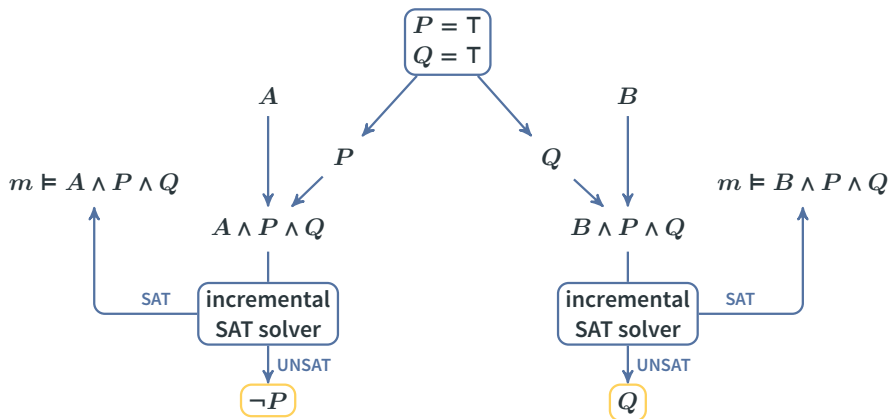 P = ⊤
Q = ⊤
A
B
P
Q
m ⊨ A ∧ P ∧ Q
m ⊨ B ∧ P ∧ Q
A ∧ P ∧ Q
B ∧ P ∧ Q
SAT
incremental
SAT solver
incremental
SAT solver
SAT
UNSAT
UNSAT
¬P
Q